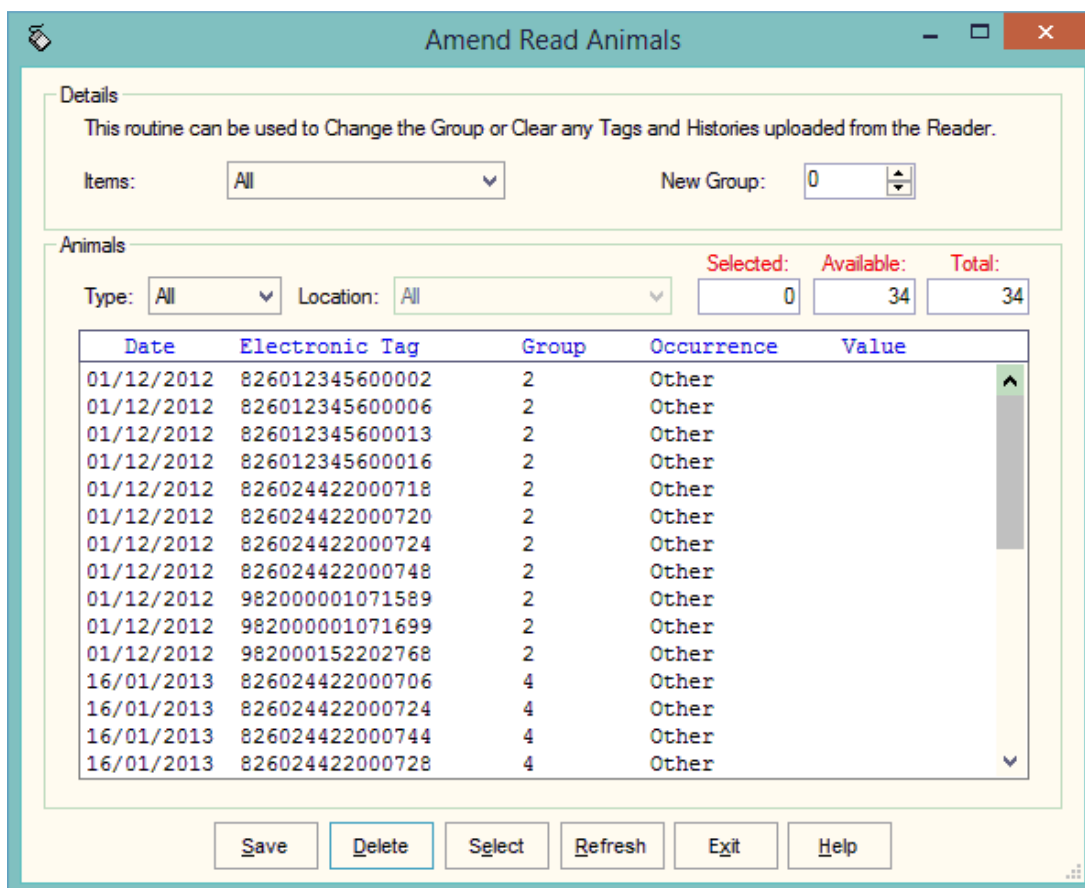 Amend Read Animals
Details
This routine can be used to Change the Group or Clear any Tags and Histories uploaded from the Reader.
Items: All New Group: 0
Animals
Selected: Available: Total:
Type: All Location: All 0 34 34
Date Electronic Tag Group Occurrence Value
01/12/2012 826012345600002 2 Other
01/12/2012 826012345600006 2 Other
01/12/2012 826012345600013 2 Other
01/12/2012 826012345600016 2 Other
01/12/2012 826024422000718 2 Other
01/12/2012 826024422000720 2 Other
01/12/2012 826024422000724 2 Other
01/12/2012 826024422000748 2 Other
01/12/2012 982000001071589 2 Other
01/12/2012 982000001071699 2 Other
01/12/2012 982000152202768 2 Other
16/01/2013 826024422000706 4 Other
16/01/2013 826024422000724 4 Other
16/01/2013 826024422000744 4 Other
16/01/2013 826024422000728 4 Other
Save Delete Select Refresh Exit Help